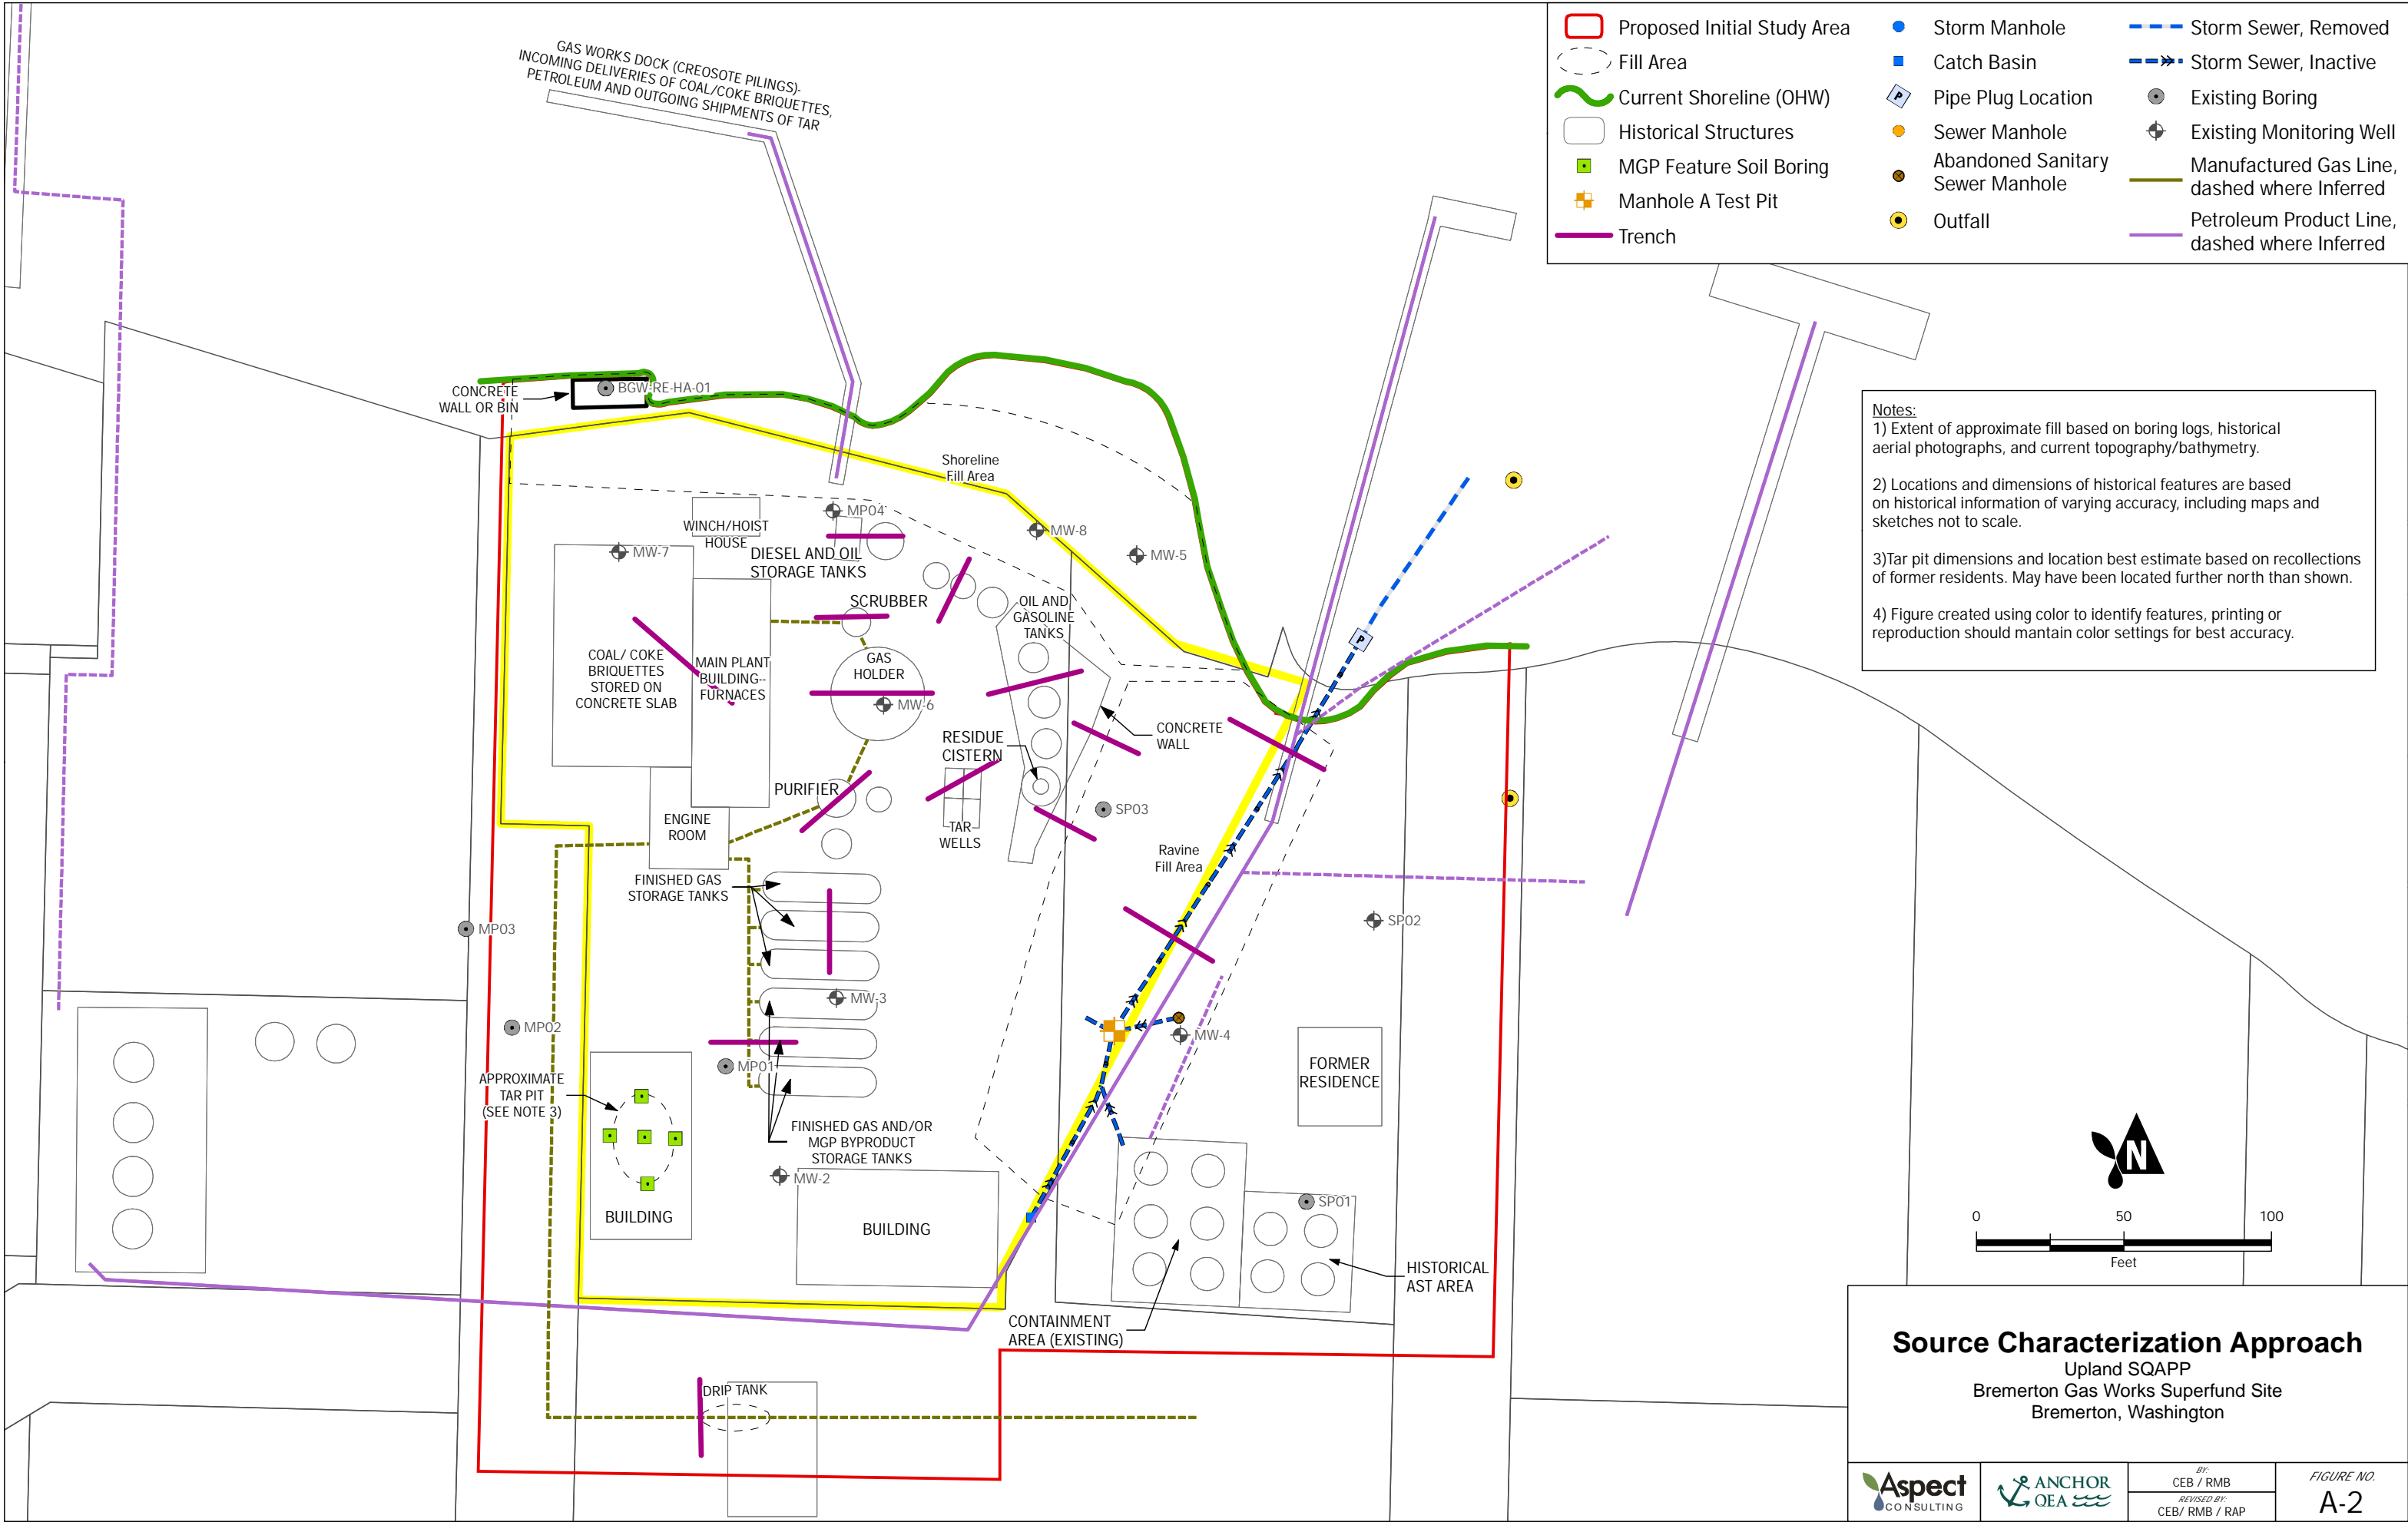 GAS WORKS DOCK (CREOSOTE PILINGS)-
INCOMING DELIVERIES OF COAL/COKE BRIQUETTES,
PETROLEUM AND OUTGOING SHIPMENTS OF TAR
Proposed Initial Study Area
Fill Area
Current Shoreline (OHW)
Historical Structures
MGP Feature Soil Boring
Manhole A Test Pit
Trench
Storm Manhole
Catch Basin
P
Pipe Plug Location
Sewer Manhole
Abandoned Sanitary
Sewer Manhole
Outfall
Storm Sewer, Removed
Storm Sewer, Inactive
Existing Boring
Existing Monitoring Well
Manufactured Gas Line,
dashed where Inferred
Petroleum Product Line,
dashed where Inferred
Notes:
1) Extent of approximate fill based on boring logs, historical
aerial photographs, and current topography/bathymetry.
2) Locations and dimensions of historical features are based
on historical information of varying accuracy, including maps and
sketches not to scale.
3)Tar pit dimensions and location best estimate based on recollections
of former residents. May have been located further north than shown.
4) Figure created using color to identify features, printing or
reproduction should mantain color settings for best accuracy.
CONCRETE
WALL OR BIN
BGW-RE-HA-01
Shoreline
Fill Area
WINCH/HOIST
HOUSE
MP04
MW-8
MW-5
MW-7
DIESEL AND OIL
STORAGE TANKS
SCRUBBER
OIL AND
GASOLINE
TANKS
P
COAL/ COKE
BRIQUETTES
STORED ON
CONCRETE SLAB
MAIN PLANT
BUILDING--
FURNACES
GAS
HOLDER
MW-6
RESIDUE
CISTERN
CONCRETE
WALL
PURIFIER
ENGINE
ROOM
TAR
WELLS
SP03
Ravine
Fill Area
FINISHED GAS
STORAGE TANKS
MP03
SP02
MW-3
MP02
MW-4
MP01
APPROXIMATE
TAR PIT
(SEE NOTE 3)
FORMER
RESIDENCE
FINISHED GAS AND/OR
MGP BYPRODUCT
STORAGE TANKS
MW-2
BUILDING
BUILDING
SP01
HISTORICAL
AST AREA
CONTAINMENT
AREA (EXISTING)
DRIP TANK
N
0 50 100
Feet
Source Characterization Approach
Upland SQAPP
Bremerton Gas Works Superfund Site
Bremerton, Washington
Aspect
CONSULTING
ANCHOR
QEA
BY:
CEB / RMB
REVISED BY:
CEB/ RMB / RAP
FIGURE NO.
A-2